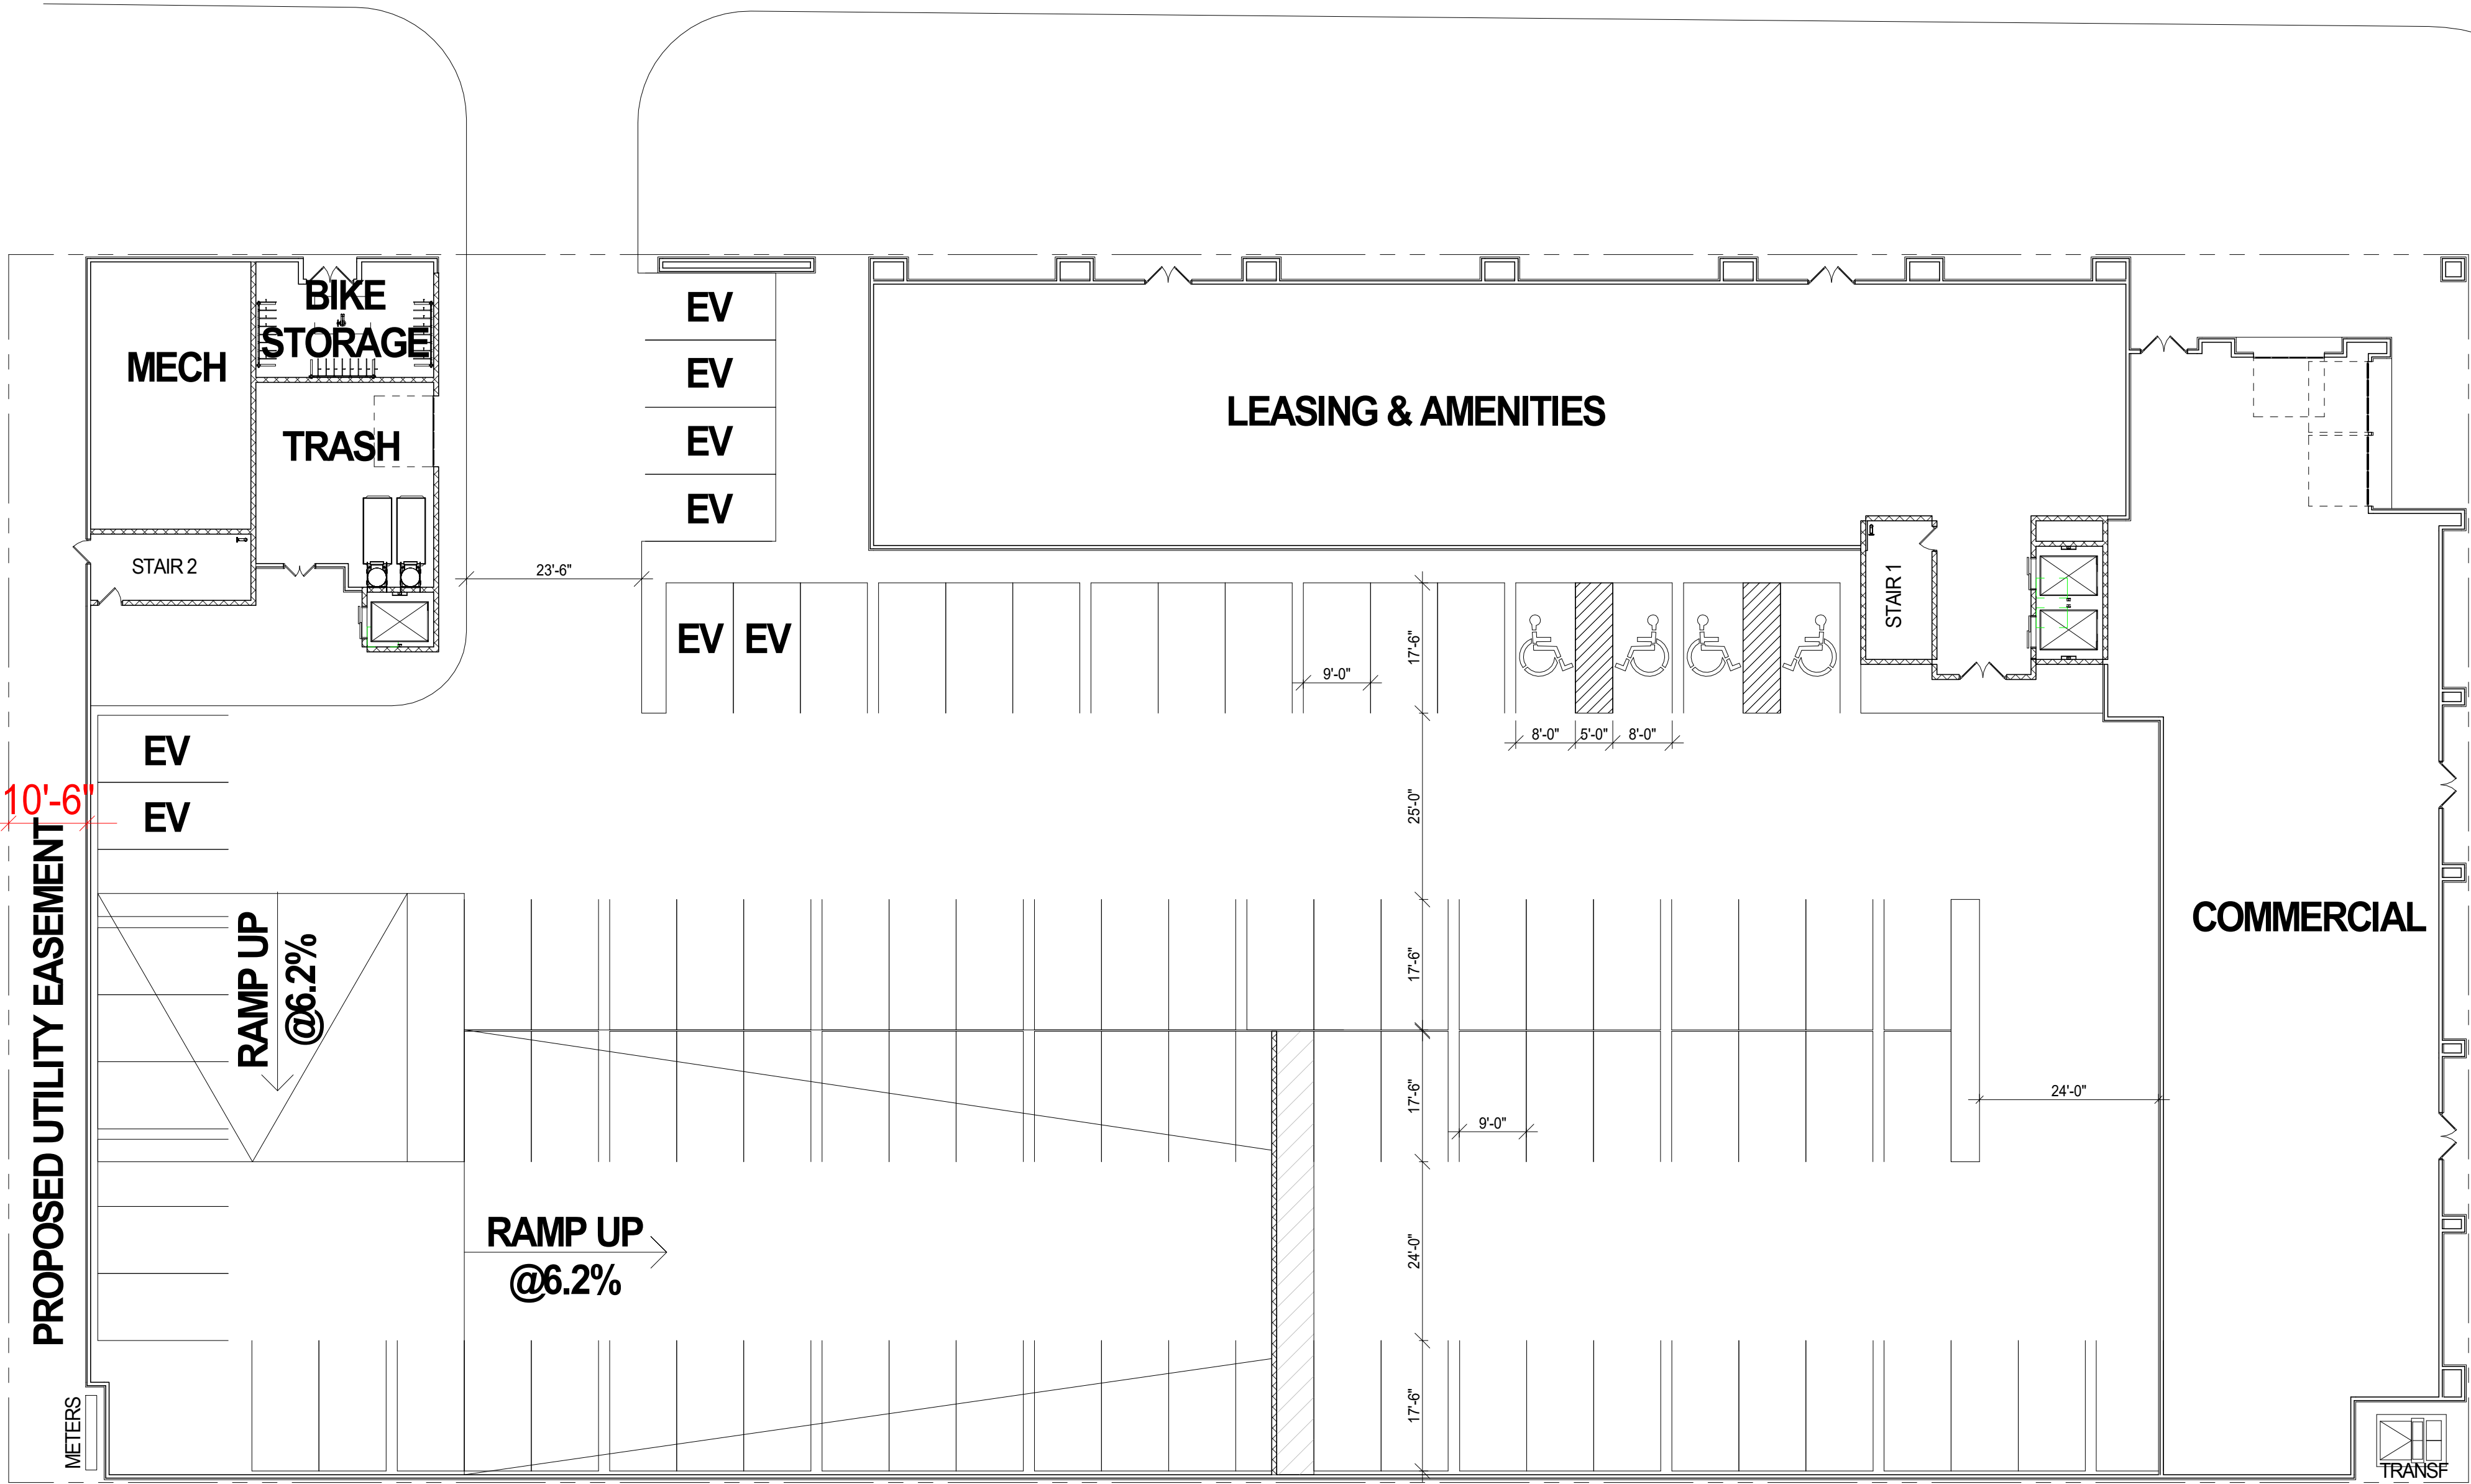 BIKE
STORAGE
MECH
TRASH
STAIR 2
EV
EV
EV
EV
23'-6"
LEASING & AMENITIES
STAIR 1
EV EV
9'-0"
17'-6"
8'-0" 5'-0" 8'-0"
EV
EV
10'-6"
25'-0"
PROPOSED UTILITY EASEMENT
RAMP UP
@6.2%
17'-6"
COMMERCIAL
17'-6"
9'-0"
24'-0"
RAMP UP
@6.2%
24'-0"
17'-6"
METERS
TRANSF